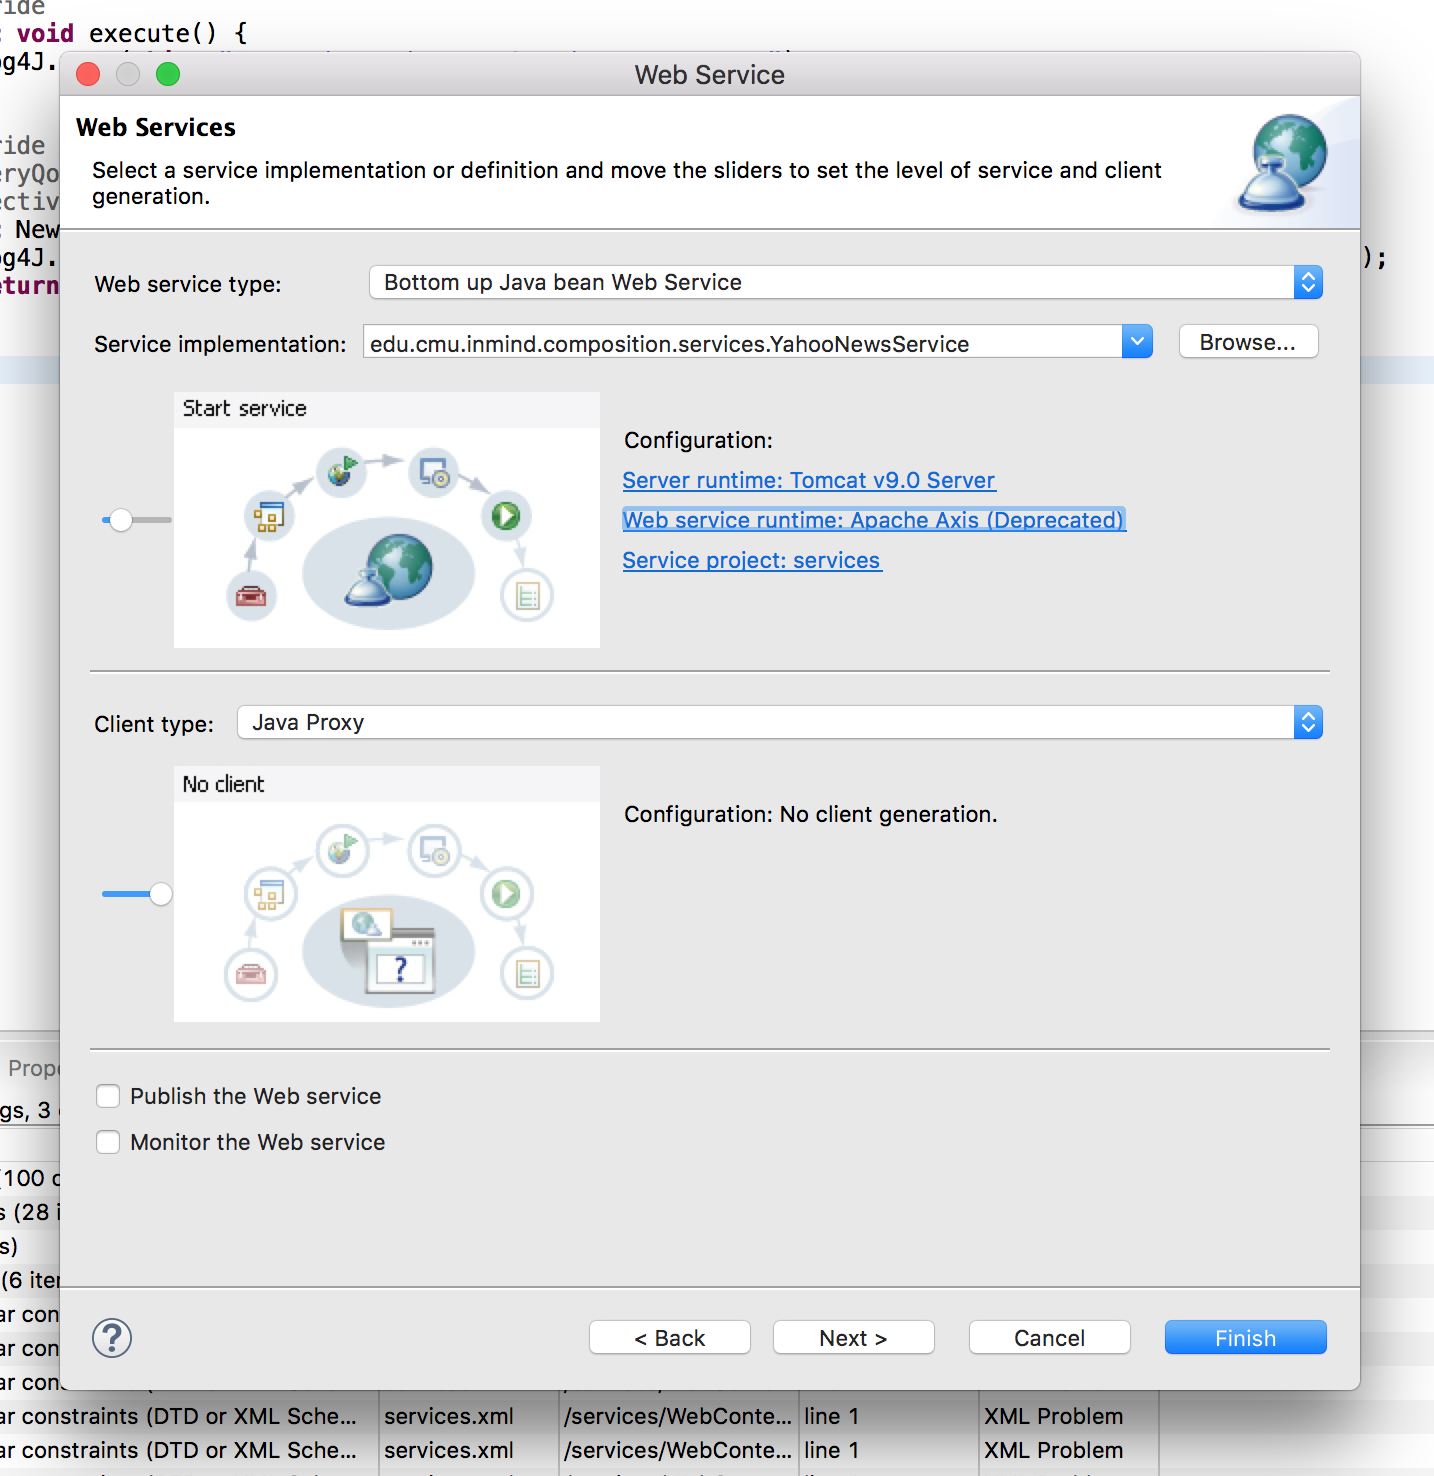 ride
: void execute() {
og4J.
Web Service
Web Services
Select a service implementation or definition and move the sliders to set the level of service and client
generation.
ride
eryQo
ectiv
: New
og4J. );
eturn
Web service type: Bottom up Java bean Web Service
Service implementation: edu.cmu.inmind.composition.services.YahooNewsService Browse...
Start service
Configuration:
Server runtime: Tomcat v9.0 Server
Web service runtime: Apache Axis (Deprecated)
Service project: services
Client type: Java Proxy
No client
Configuration: No client generation.
?
Prope
gs, 3
Publish the Web service
Monitor the Web service
(100
s (28 i
s)
(6 iter
ar con
ar con
ar con
? < Back Next > Cancel Finish
ar constraints (DTD or XML Sche... services.xml /services/WebConte... line 1 XML Problem
ar constraints (DTD or XML Sche... services.xml /services/WebConte... line 1 XML Problem